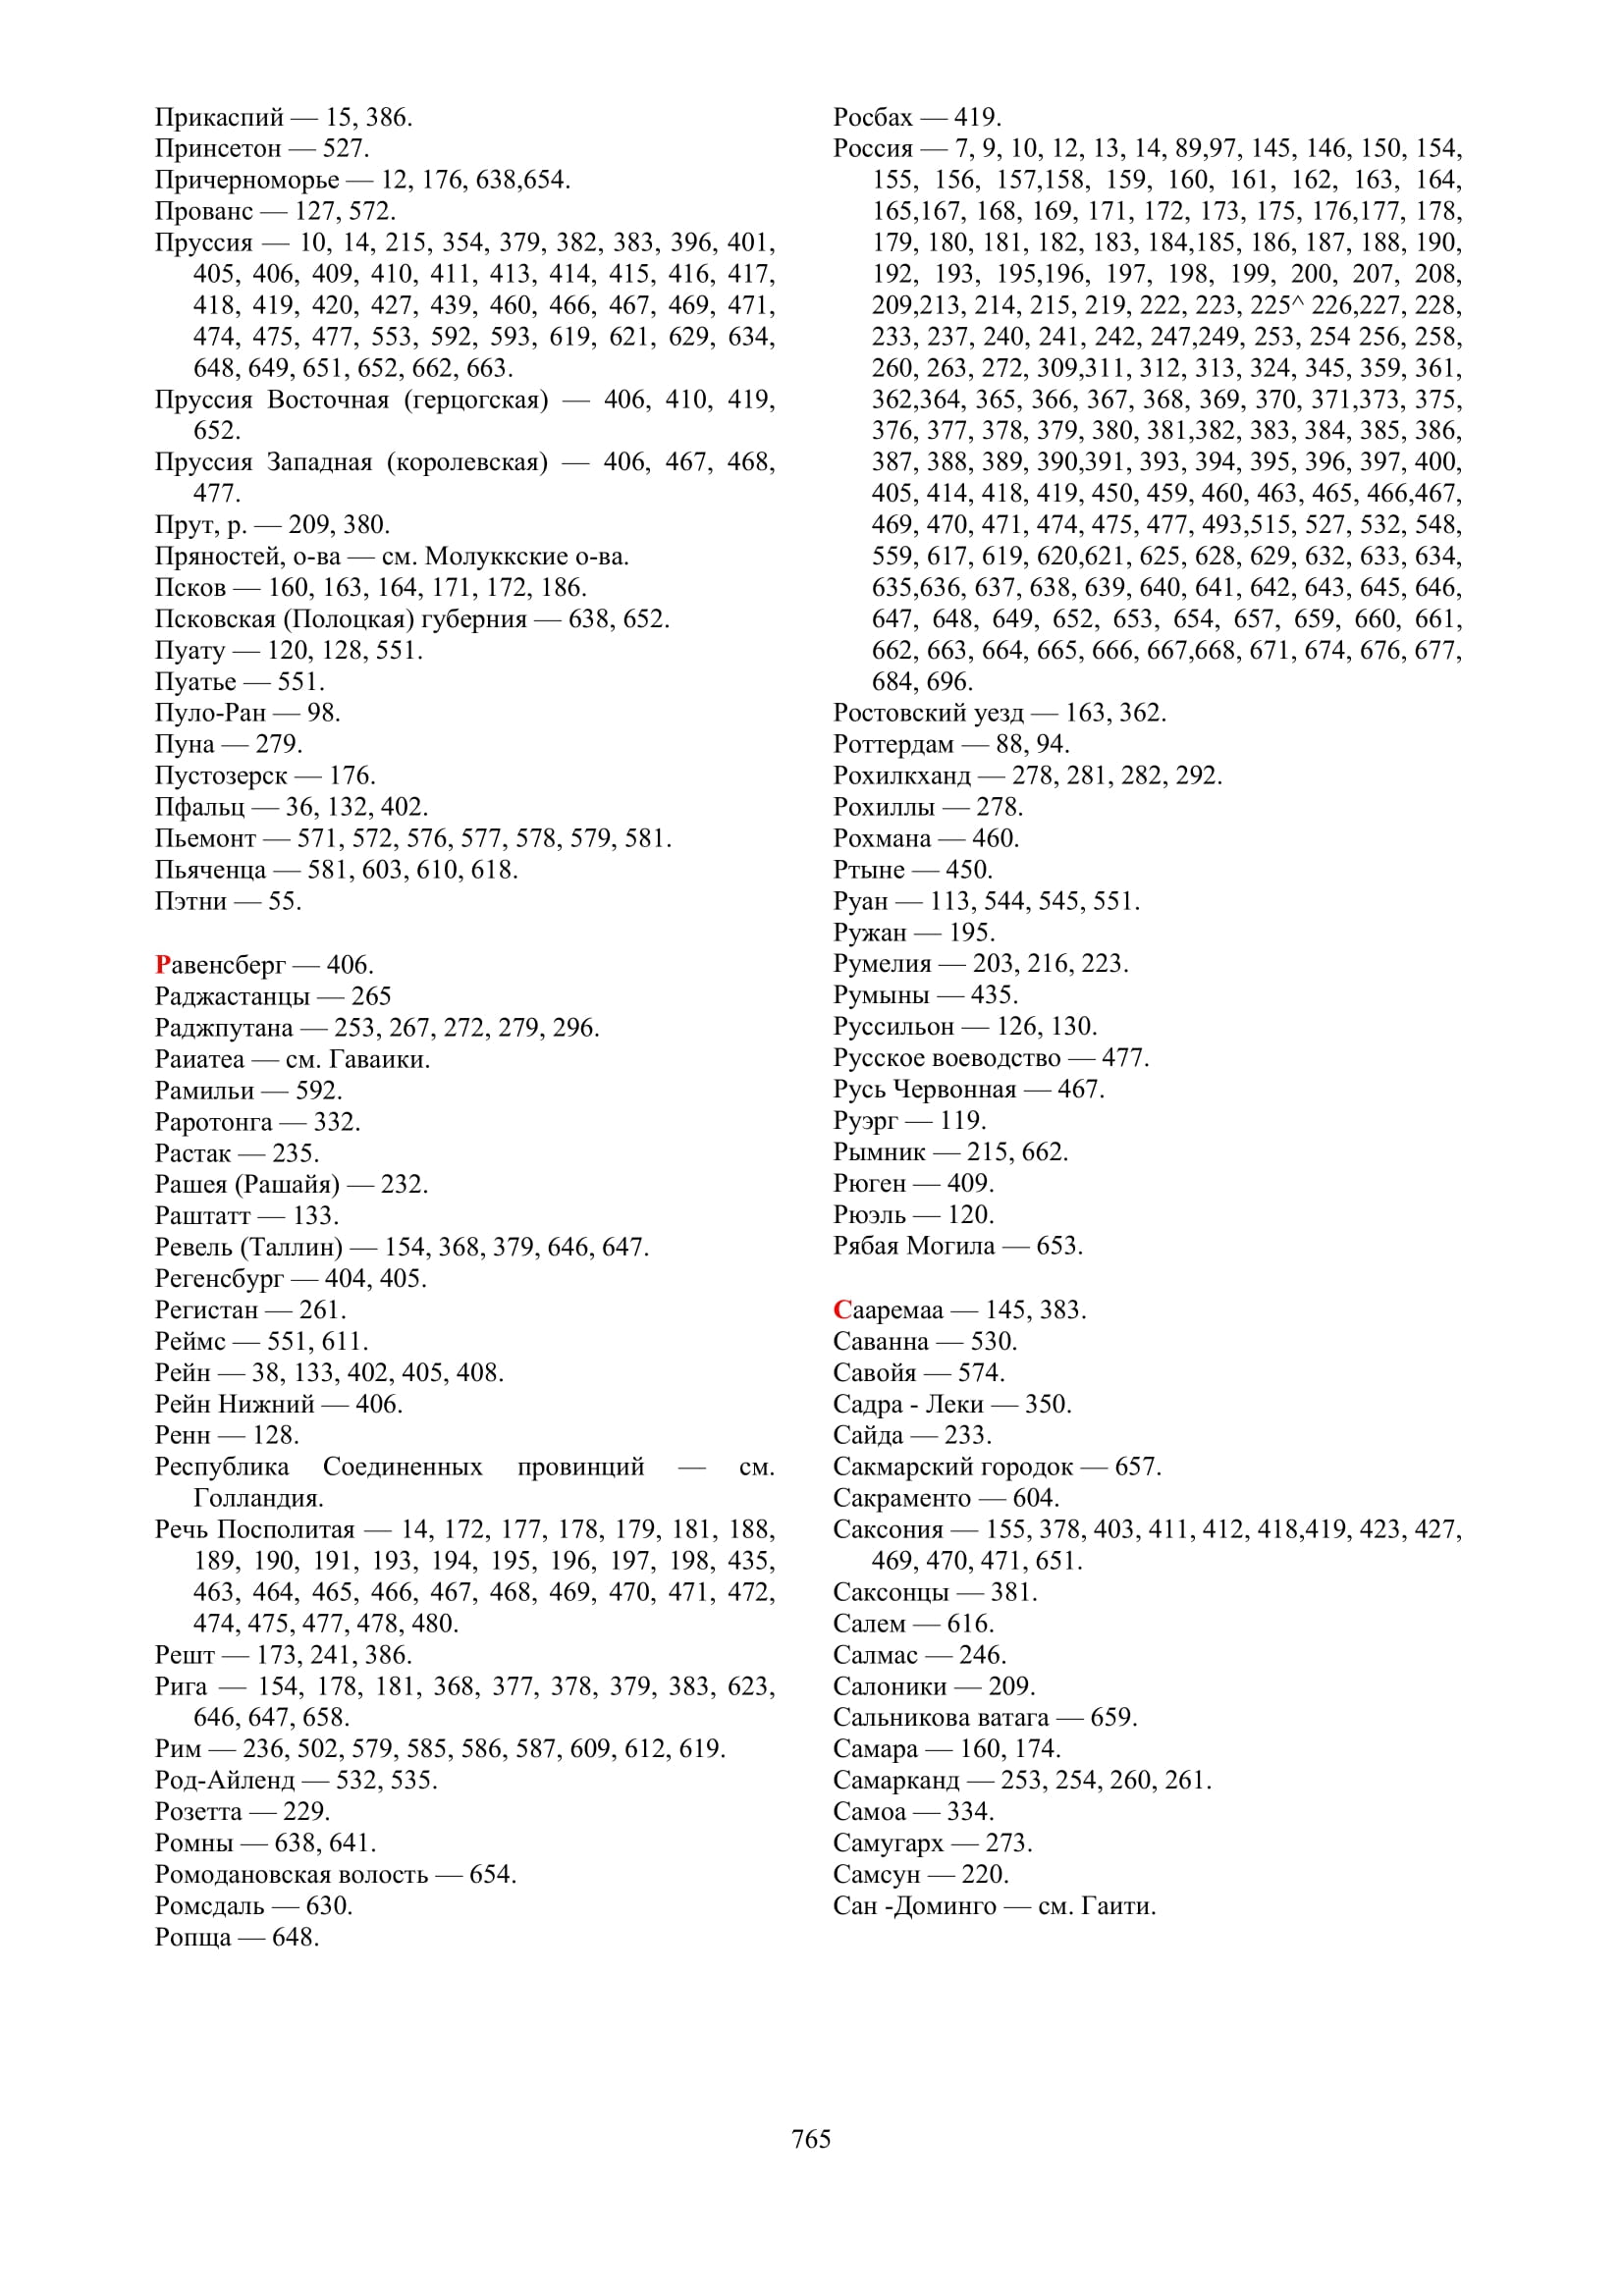 Прикаспий — 15, 386.
Принсетон — 527.
Причерноморье — 12, 176, 638,654.
Прованс — 127, 572.
Пруссия — 10, 14, 215, 354, 379, 382, 383, 396, 401,
405, 406, 409, 410, 411, 413, 414, 415, 416, 417,
418, 419, 420, 427, 439, 460, 466, 467, 469, 471,
474, 475, 477, 553, 592, 593, 619, 621, 629, 634,
648, 649, 651, 652, 662, 663.
Пруссия Восточная (герцогская) — 406, 410, 419,
652.
Пруссия Западная (королевская) — 406, 467, 468,
477.
Прут, р. — 209, 380.
Пряностей, о-ва — см. Молуккские о-ва.
Псков — 160, 163, 164, 171, 172, 186.
Псковская (Полоцкая) губерния — 638, 652.
Пуату — 120, 128, 551.
Пуатье — 551.
Пуло-Ран — 98.
Пуна — 279.
Пустозерск — 176.
Пфальц — 36, 132, 402.
Пьемонт — 571, 572, 576, 577, 578, 579, 581.
Пьяченца — 581, 603, 610, 618.
Пэтни — 55.
Равенсберг — 406.
Раджастанцы — 265
Раджпутана — 253, 267, 272, 279, 296.
Раиатеа — см. Гаваики.
Рамильи — 592.
Раротонга — 332.
Растак — 235.
Рашея (Рашайя) — 232.
Раштатт — 133.
Ревель (Таллин) — 154, 368, 379, 646, 647.
Регенсбург — 404, 405.
Регистан — 261.
Реймс — 551, 611.
Рейн — 38, 133, 402, 405, 408.
Рейн Нижний — 406.
Ренн — 128.
Республика Соединенных провинций — см.
Голландия.
Речь Посполитая — 14, 172, 177, 178, 179, 181, 188,
189, 190, 191, 193, 194, 195, 196, 197, 198, 435,
463, 464, 465, 466, 467, 468, 469, 470, 471, 472,
474, 475, 477, 478, 480.
Решт — 173, 241, 386.
Рига — 154, 178, 181, 368, 377, 378, 379, 383, 623,
646, 647, 658.
Рим — 236, 502, 579, 585, 586, 587, 609, 612, 619.
Род-Айленд — 532, 535.
Розетта — 229.
Ромны — 638, 641.
Ромодановская волость — 654.
Ромсдаль — 630.
Ропща — 648.
Росбах — 419.
Россия — 7, 9, 10, 12, 13, 14, 89,97, 145, 146, 150, 154,
155, 156, 157,158, 159, 160, 161, 162, 163, 164,
165,167, 168, 169, 171, 172, 173, 175, 176,177, 178,
179, 180, 181, 182, 183, 184,185, 186, 187, 188, 190,
192, 193, 195,196, 197, 198, 199, 200, 207, 208,
209,213, 214, 215, 219, 222, 223, 225^ 226,227, 228,
233, 237, 240, 241, 242, 247,249, 253, 254 256, 258,
260, 263, 272, 309,311, 312, 313, 324, 345, 359, 361,
362,364, 365, 366, 367, 368, 369, 370, 371,373, 375,
376, 377, 378, 379, 380, 381,382, 383, 384, 385, 386,
387, 388, 389, 390,391, 393, 394, 395, 396, 397, 400,
405, 414, 418, 419, 450, 459, 460, 463, 465, 466,467,
469, 470, 471, 474, 475, 477, 493,515, 527, 532, 548,
559, 617, 619, 620,621, 625, 628, 629, 632, 633, 634,
635,636, 637, 638, 639, 640, 641, 642, 643, 645, 646,
647, 648, 649, 652, 653, 654, 657, 659, 660, 661,
662, 663, 664, 665, 666, 667,668, 671, 674, 676, 677,
684, 696.
Ростовский уезд — 163, 362.
Роттердам — 88, 94.
Рохилкханд — 278, 281, 282, 292.
Рохиллы — 278.
Рохмана — 460.
Ртыне — 450.
Руан — 113, 544, 545, 551.
Ружан — 195.
Румелия — 203, 216, 223.
Румыны — 435.
Руссильон — 126, 130.
Русское воеводство — 477.
Русь Червонная — 467.
Руэрг — 119.
Рымник — 215, 662.
Рюген — 409.
Рюэль — 120.
Рябая Могила — 653.
Сааремаа — 145, 383.
Саванна — 530.
Савойя — 574.
Садра - Леки — 350.
Сайда — 233.
Сакмарский городок — 657.
Сакраменто — 604.
Саксония — 155, 378, 403, 411, 412, 418,419, 423, 427,
469, 470, 471, 651.
Саксонцы — 381.
Салем — 616.
Салмас — 246.
Салоники — 209.
Сальникова ватага — 659.
Самара — 160, 174.
Самарканд — 253, 254, 260, 261.
Самоа — 334.
Самугарх — 273.
Самсун — 220.
Сан -Доминго — см. Гаити.
765